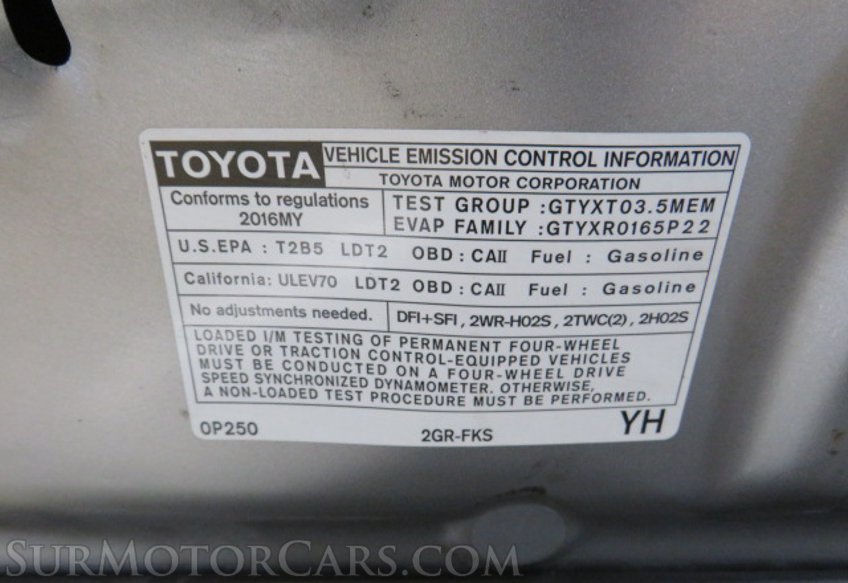 TOYOTA VEHICLE EMISSION CONTROL INFORMATION
TOYOTA MOTOR CORPORATION
Conforms to regulations
2016MY
TEST GROUP :GTYXT03.5MEM
EVAP FAMILY :GTYXR0165P22
U.S.EPA : T2B5 LDT2 OBD : CAII Fuel : Gasoline
California: ULEV70 LDT2 OBD : CAII Fuel : Gasoline
No adjustments needed. DFI+SFI, 2WR-HO2S, 2TWC(2), 2HO2S
LOADED I/M TESTING OF PERMANENT FOUR-WHEEL
DRIVE OR TRACTION CONTROL-EQUIPPED VEHICLES
MUST BE CONDUCTED ON A FOUR-WHEEL DRIVE
SPEED SYNCHRONIZED DYNAMOMETER. OTHERWISE,
A NON-LOADED TEST PROCEDURE MUST BE PERFORMED.
0P250 2GR-FKS YH
SURMOTORCARS.COM